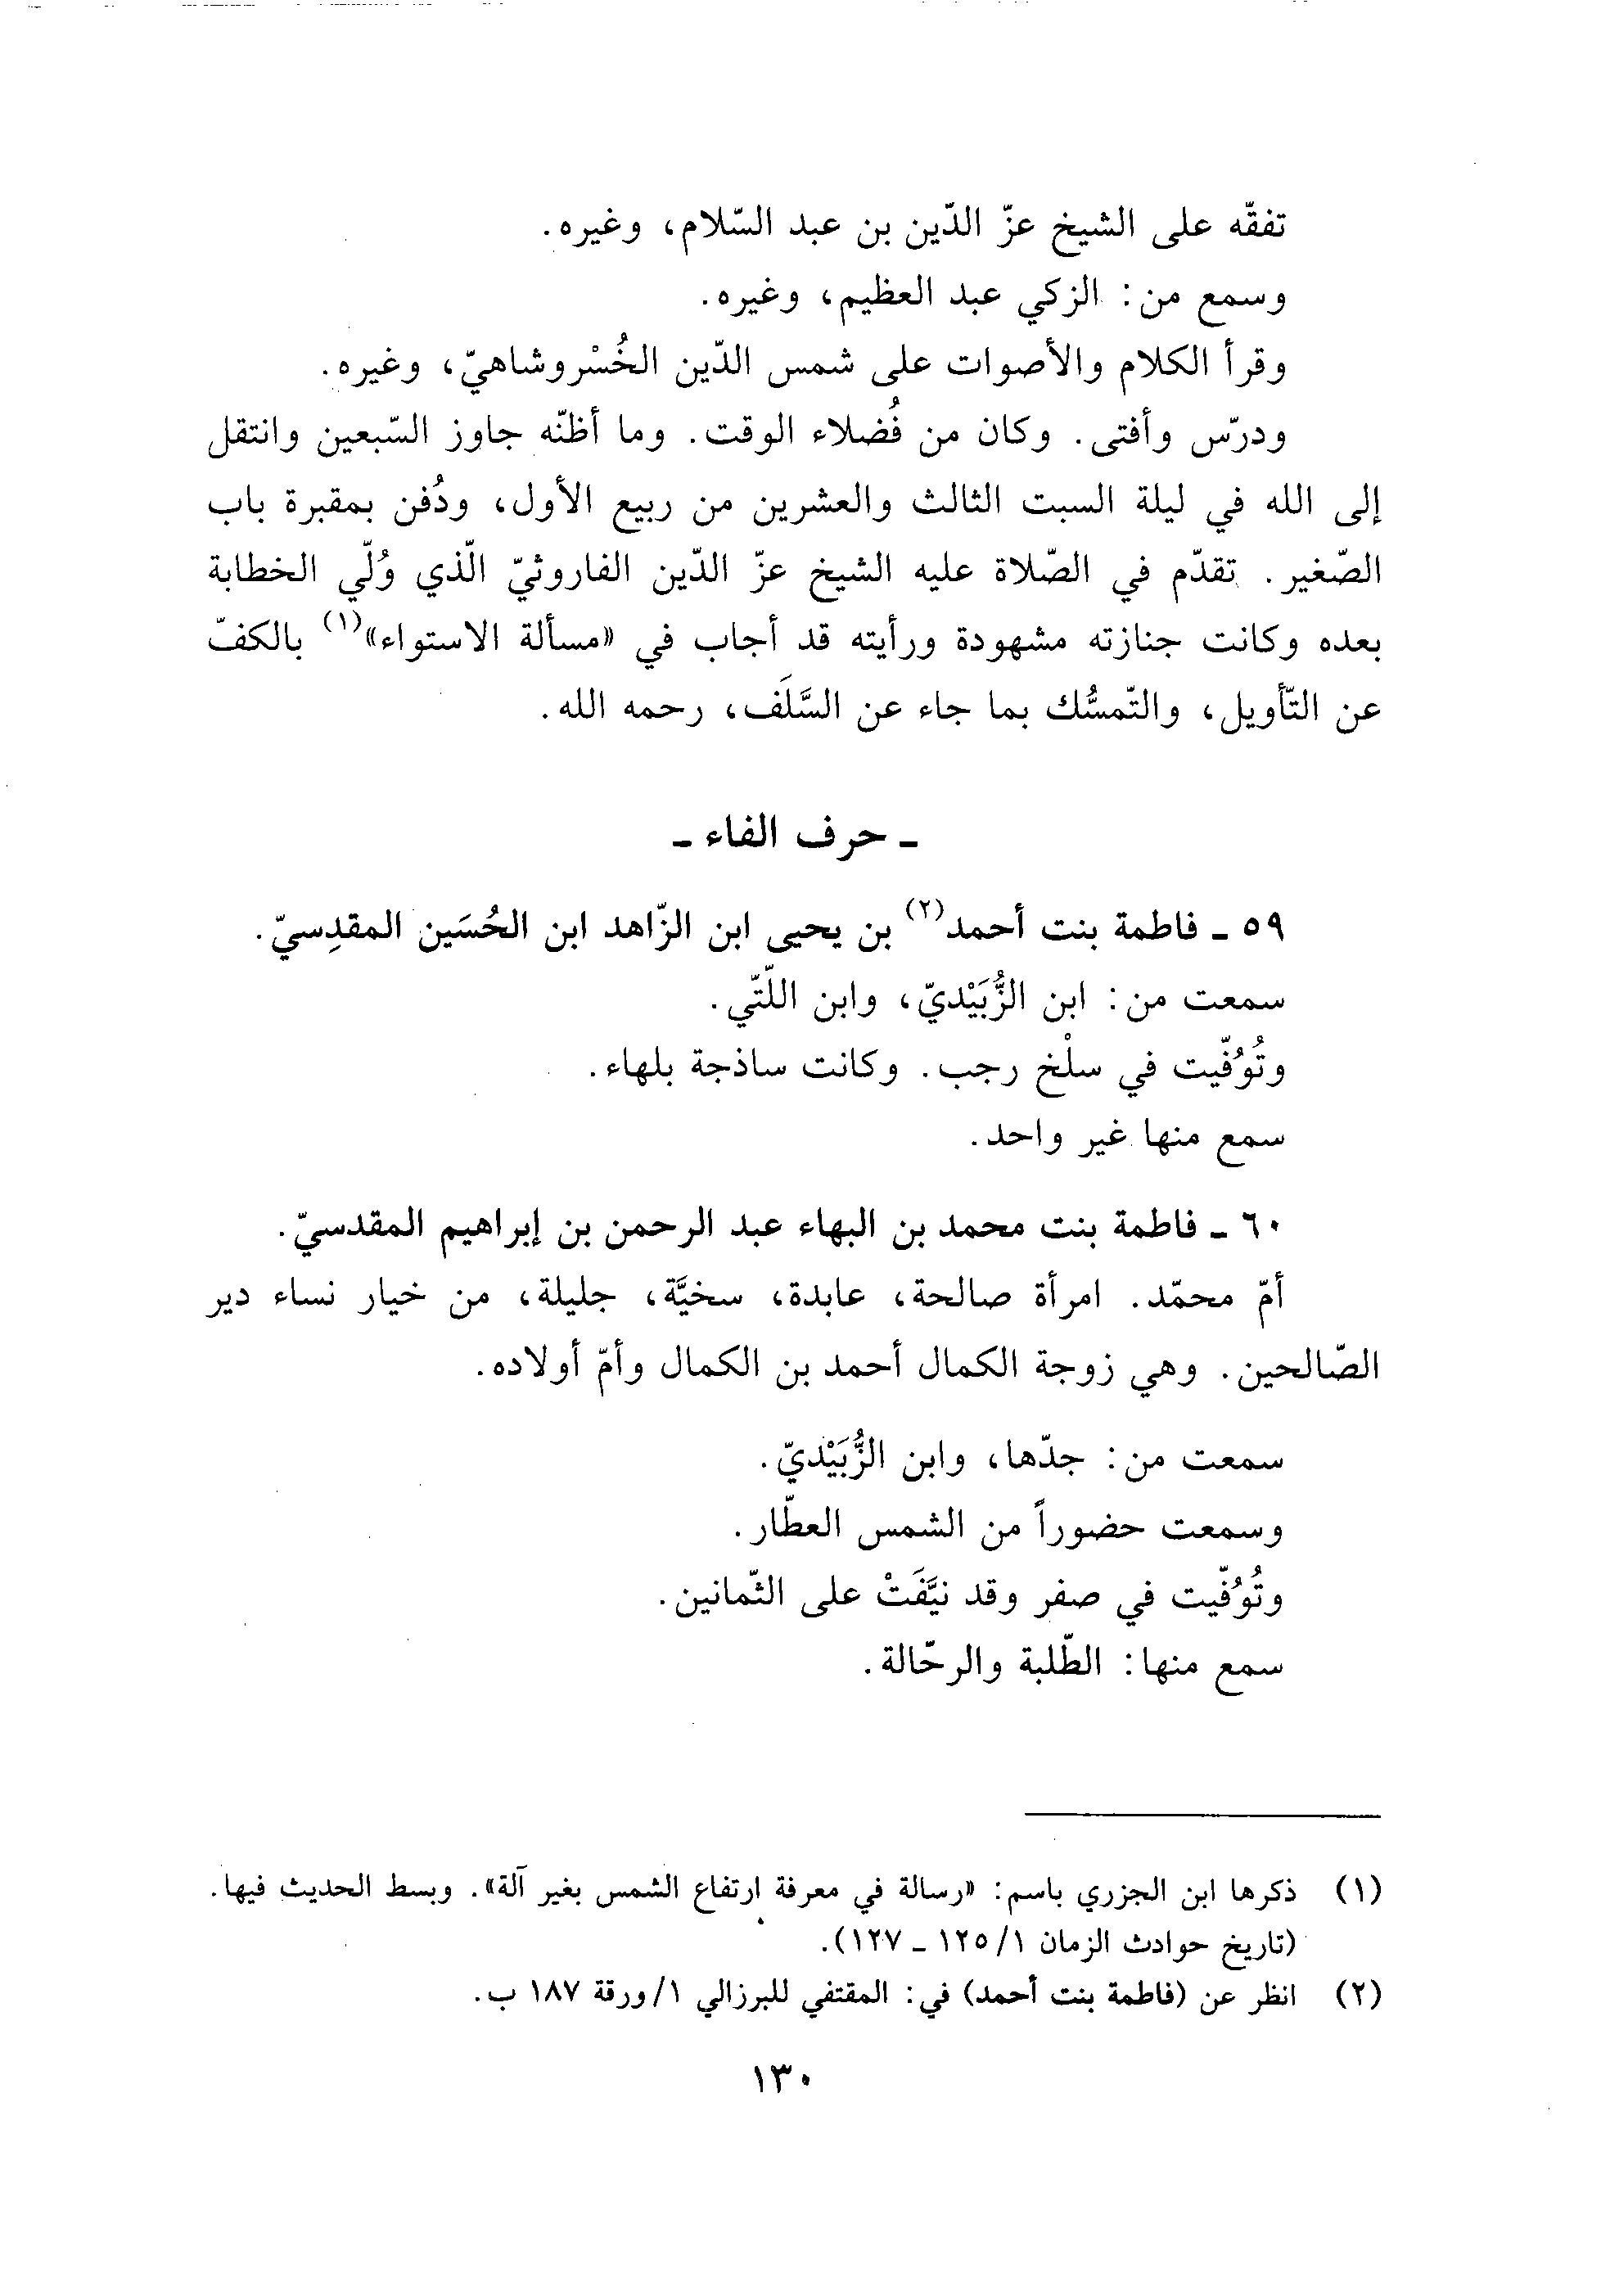 تفقّه على الشيخ عزّ الدّين بن عبد السّلام، وغيره.
وسمع من: الزكي عبد العظيم، وغيره.
وقرأ الكلام والأصوات على شمس الدّين الخُسْروشاهيّ، وغيره.
ودرّس وأفتى. وكان من فُضلاء الوقت. وما أظنّه جاوز السّبعين وانتقل
إلى الله في ليلة السبت الثالث والعشرين من ربيع الأول، ودُفن بمقبرة باب
الصّغير. تقدّم في الصّلاة عليه الشيخ عزّ الدّين الفاروثيّ الّذي وُلّي الخطابة
بعده وكانت جنازته مشهودة ورأيته قد أجاب في «مسألة الاستواء»(١) بالكفّ
عن التّأويل، والتّمسُّك بما جاء عن السَّلَف، رحمه الله.
ـ حرف الفاء ـ
٥٩ ـ فاطمة بنت أحمد(٢) بن يحيى ابن الزّاهد ابن الحُسَين المقدِسيّ.
سمعت من: ابن الزُّبَيْديّ، وابن اللّتّي.
وتُوُفّيت في سلْخ رجب. وكانت ساذجة بلهاء.
سمع منها غير واحد.
٦٠ ـ فاطمة بنت محمد بن البهاء عبد الرحمن بن إبراهيم المقدسيّ.
أمّ محمّد. امرأة صالحة، عابدة، سخيَّة، جليلة، من خيار نساء دير
الصّالحين. وهي زوجة الكمال أحمد بن الكمال وأمّ أولاده.
سمعت من: جدّها، وابن الزُّبَيْديّ.
وسمعت حضوراً من الشمس العطّار.
وتُوُفّيت في صفر وقد نيَّفَتْ على الثّمانين.
سمع منها: الطّلبة والرحّالة.
(١) ذكرها ابن الجزري باسم: «رسالة في معرفة ارتفاع الشمس بغير آلة». وبسط الحديث فيها.
(تاريخ حوادث الزمان ١/ ١٢٥ ـ ١٢٧).
(٢) انظر عن (فاطمة بنت أحمد) في: المقتفي للبرزالي ١/ ورقة ١٨٧ ب.
١٣٠